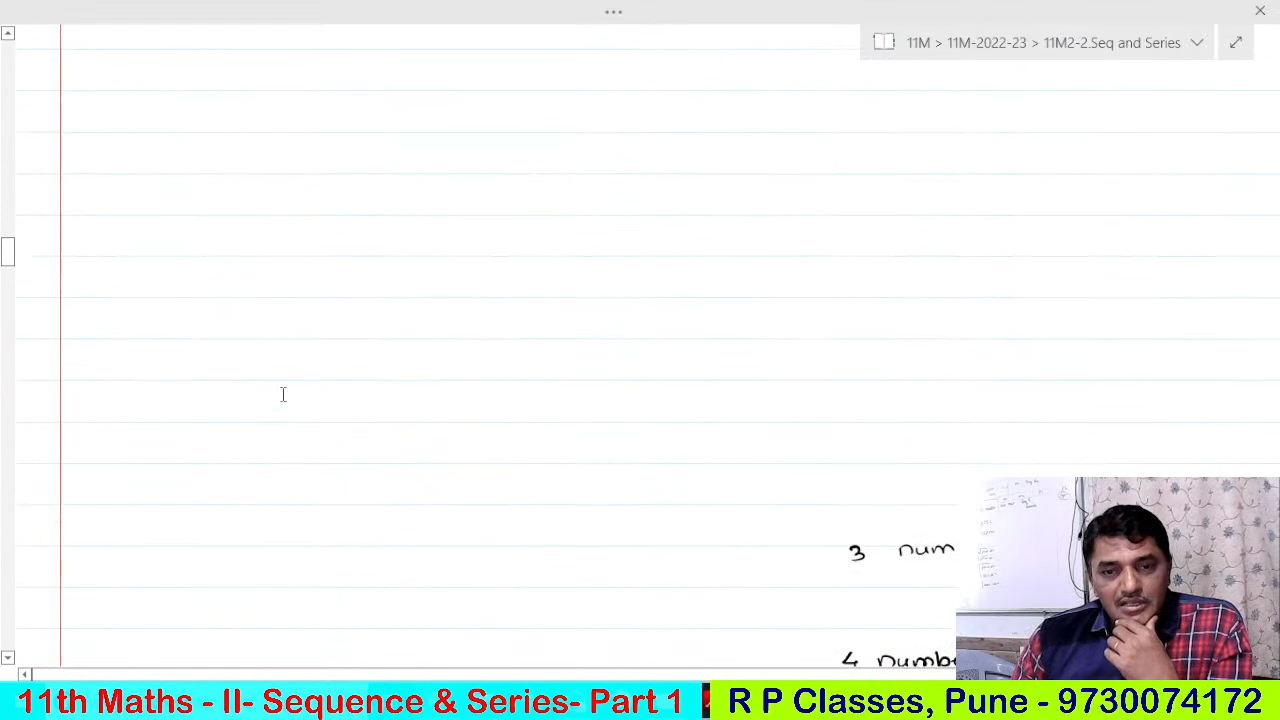 11M > 11M-2022-23 > 11M2-2.Seq and Series
3 num
4 numbe
11th Maths - II- Sequence & Series- Part 1
R P Classes, Pune - 9730074172